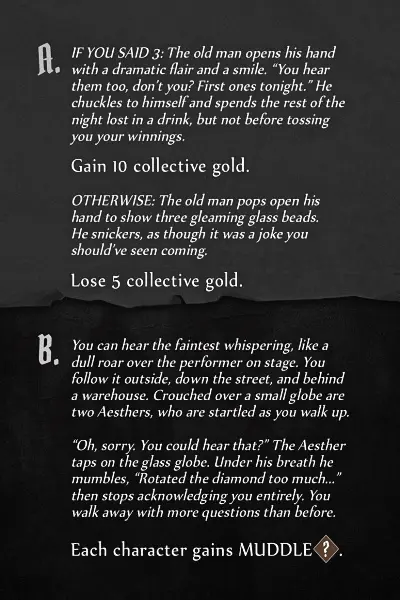 A. IF YOU SAID 3: The old man opens his hand
with a dramatic flair and a smile. “You hear
them too, don’t you? First ones tonight.” He
chuckles to himself and spends the rest of the
night lost in a drink, but not before tossing
you your winnings.
Gain 10 collective gold.
OTHERWISE: The old man pops open his
hand to show three gleaming glass beads.
He snickers, as though it was a joke you
should’ve seen coming.
Lose 5 collective gold.
B. You can hear the faintest whispering, like a
dull roar over the performer on stage. You
follow it outside, down the street, and behind
a warehouse. Crouched over a small globe are
two Aesthers, who are startled as you walk up.
“Oh, sorry. You could hear that?” The Aesther
taps on the glass globe. Under his breath he
mumbles, “Rotated the diamond too much...”
then stops acknowledging you entirely. You
walk away with more questions than before.
Each character gains MUDDLE ?.